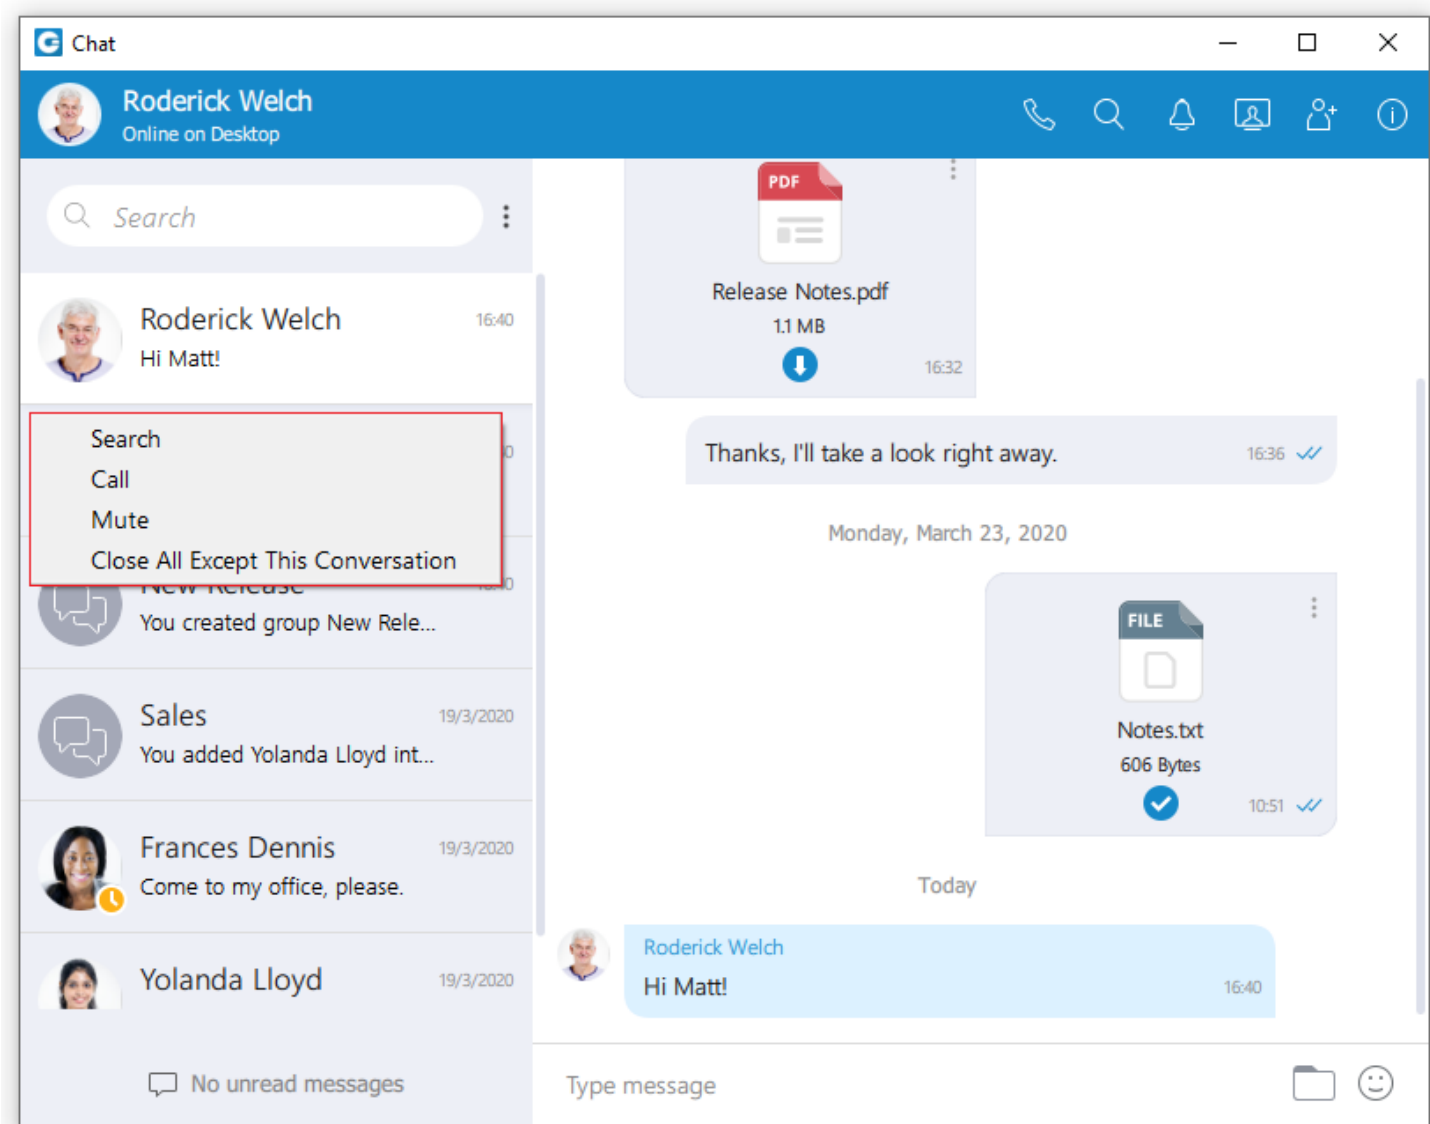 Chat
Roderick Welch
Online on Desktop
Search
Roderick Welch 16:40
Hi Matt!
Search
Call
Mute
Close All Except This Conversation
You created group New Rele...
Sales 19/3/2020
You added Yolanda Lloyd int...
Frances Dennis 19/3/2020
Come to my office, please.
Yolanda Lloyd 19/3/2020
No unread messages
PDF
Release Notes.pdf
1.1 MB
16:32
Thanks, I'll take a look right away. 16:36
Monday, March 23, 2020
FILE
Notes.txt
606 Bytes
10:51
Today
Roderick Welch
Hi Matt!
16:40
Type message